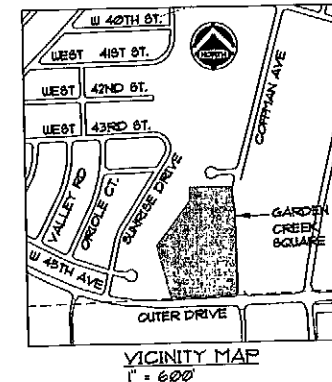 W 40TH ST.
WEST 41ST ST.
WEST 42ND ST.
WEST 43RD ST.
NORTH
COFFMAN AVE
VALLEY RD
ORIOLE CT.
SUNRISE DRIVE
GARDEN
CREEK
SQUARE
W 45TH AVE
OUTER DRIVE
VICINITY MAP
1" = 600'